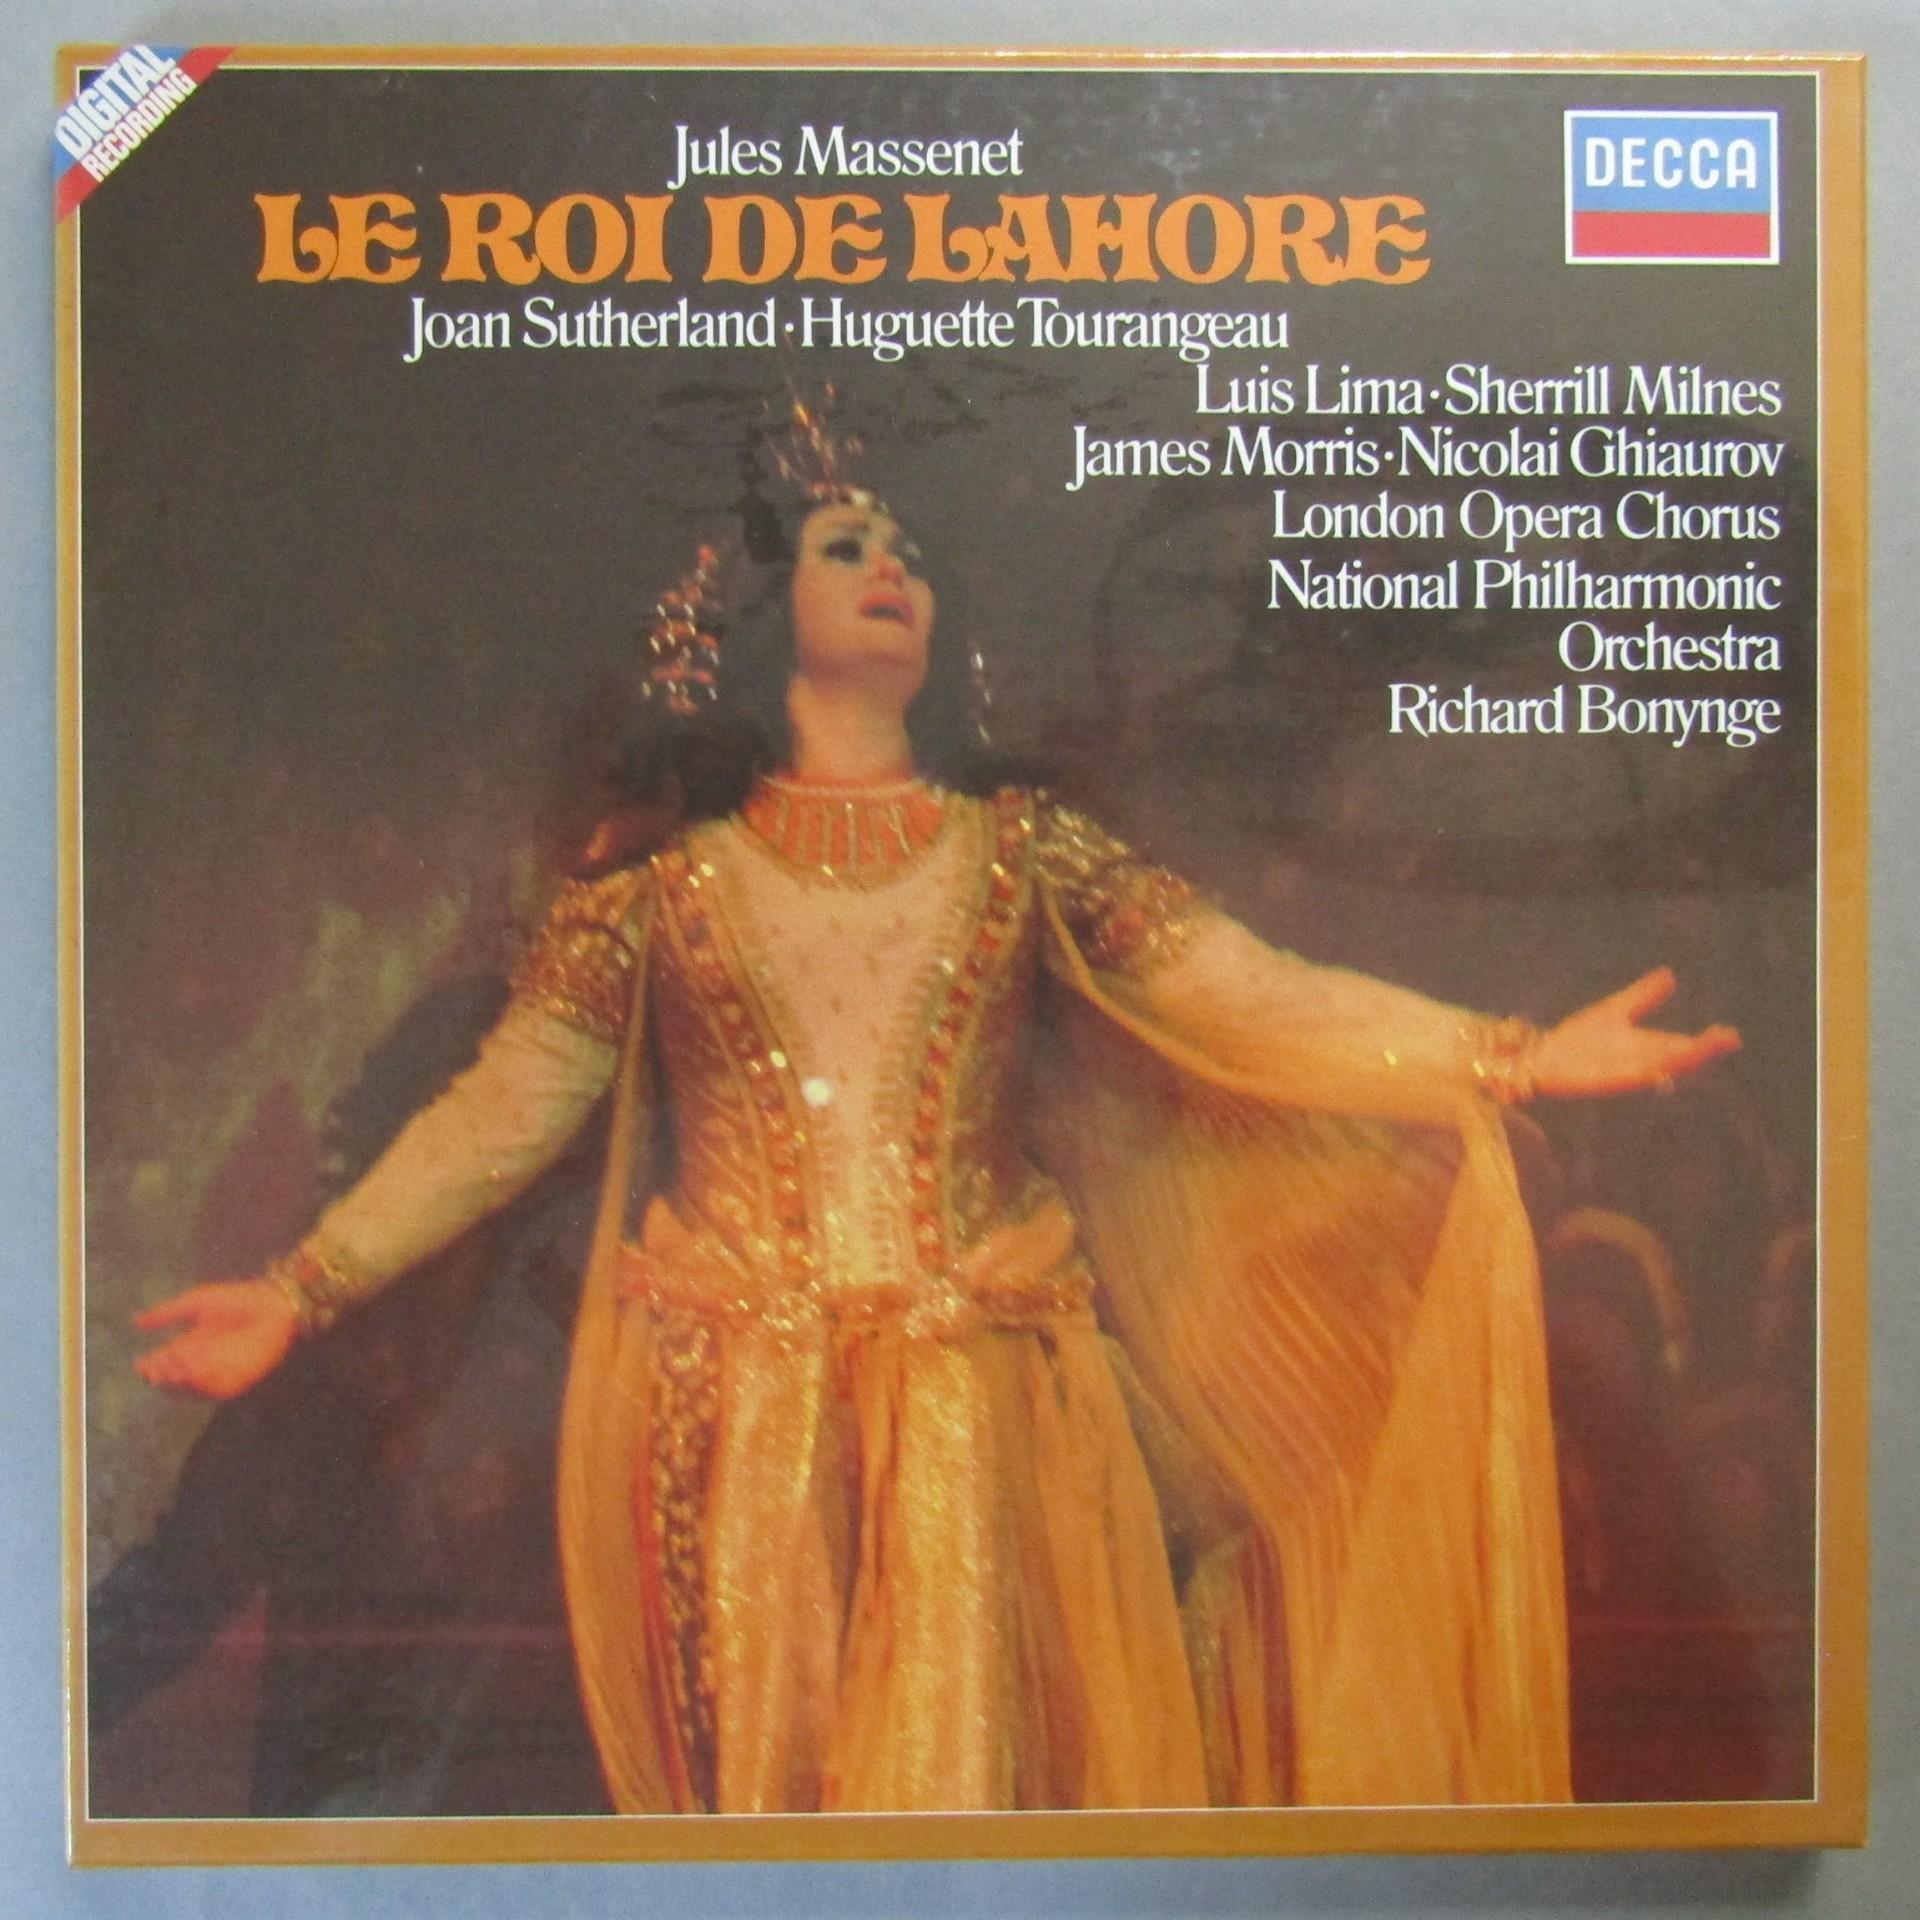 DIGITAL
RECORDING
Jules Massenet
DECCA
LE ROI DE LAHORE
Joan Sutherland·Huguette Tourangeau
Luis Lima·Sherrill Milnes
James Morris·Nicolai Ghiaurov
London Opera Chorus
National Philharmonic
Orchestra
Richard Bonynge